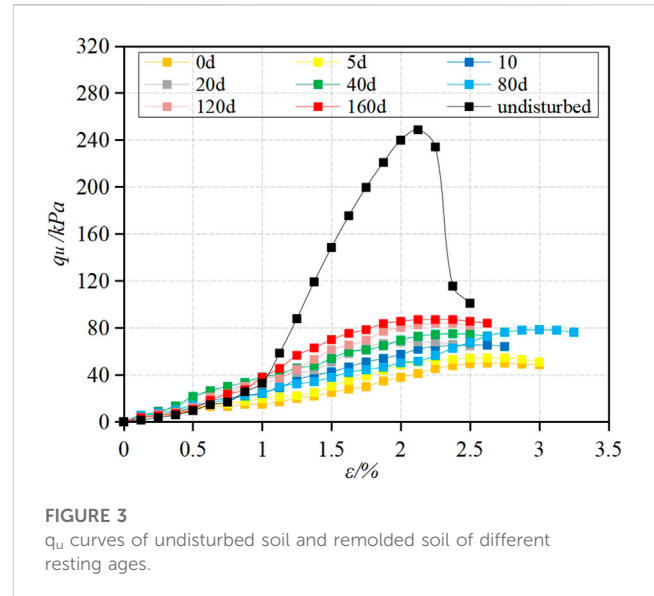 320
280
240
200
160
120
80
40
0
qu /kPa
0d 5d 10
20d 40d 80d
120d 160d undisturbed
0 0.5 1 1.5 2 2.5 3 3.5
ε/%
FIGURE 3
qu curves of undisturbed soil and remolded soil of different
resting ages.